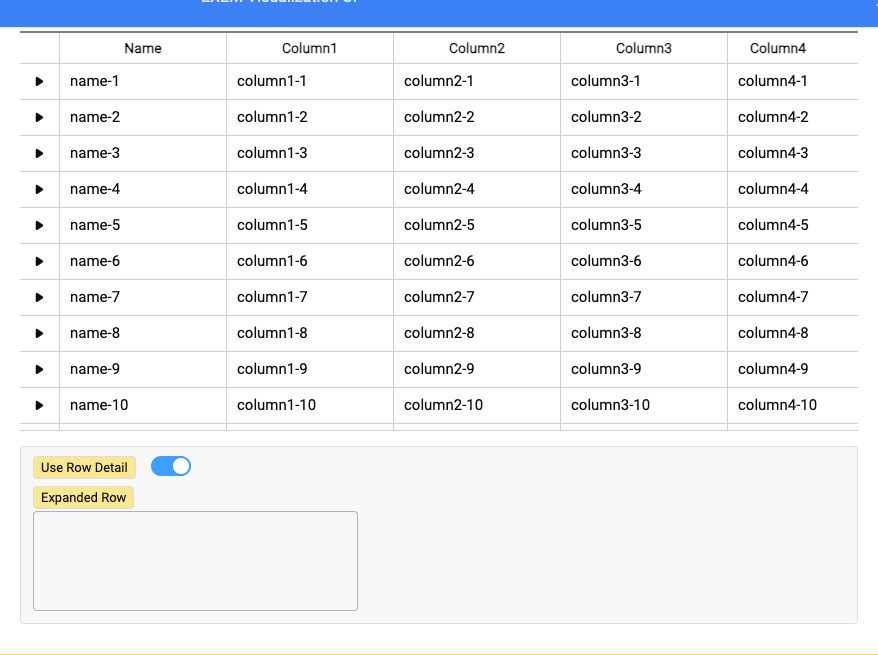 Name Column1 Column2 Column3 Column4
name-1 column1-1 column2-1 column3-1 column4-1
name-2 column1-2 column2-2 column3-2 column4-2
name-3 column1-3 column2-3 column3-3 column4-3
name-4 column1-4 column2-4 column3-4 column4-4
name-5 column1-5 column2-5 column3-5 column4-5
name-6 column1-6 column2-6 column3-6 column4-6
name-7 column1-7 column2-7 column3-7 column4-7
name-8 column1-8 column2-8 column3-8 column4-8
name-9 column1-9 column2-9 column3-9 column4-9
name-10 column1-10 column2-10 column3-10 column4-10
Use Row Detail
Expanded Row